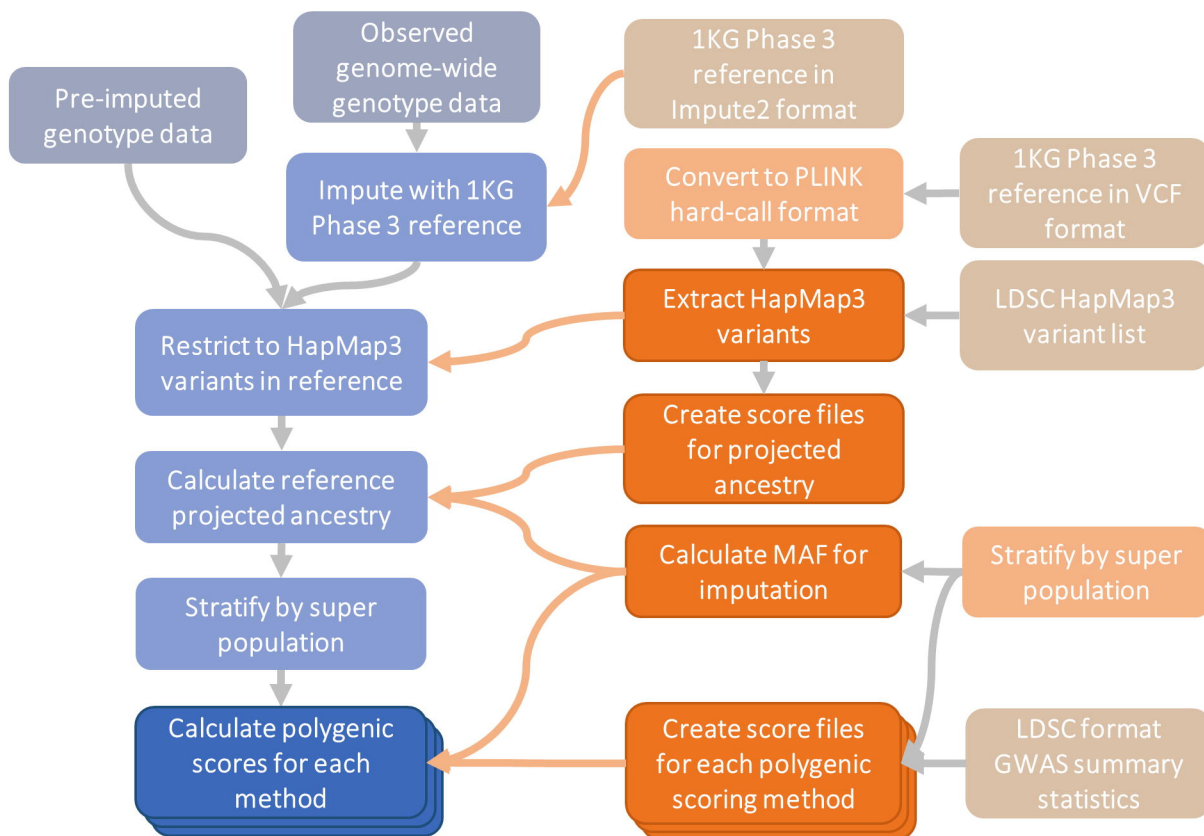 Observed
genome-wide
genotype data
1KG Phase 3
reference in
Impute2 format
Pre-imputed
genotype data
Impute with 1KG
Phase 3 reference
Convert to PLINK
hard-call format
1KG Phase 3
reference in VCF
format
Restrict to HapMap3
variants in reference
Extract HapMap3
variants
LDSC HapMap3
variant list
Create score files
for projected
ancestry
Calculate reference
projected ancestry
Calculate MAF for
imputation
Stratify by super
population
Stratify by super
population
Calculate polygenic
scores for each
method
Create score files
for each polygenic
scoring method
LDSC format
GWAS summary
statistics